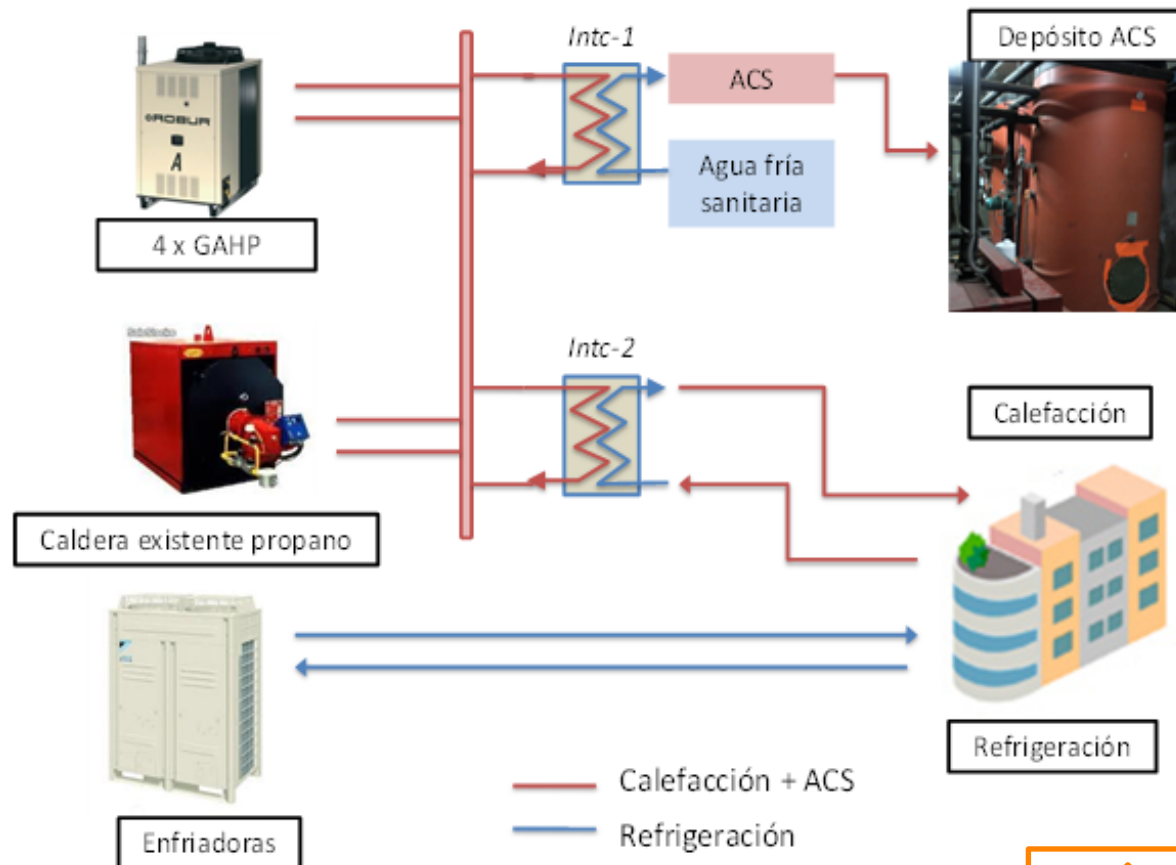 Intc-1
Depósito ACS
ACS
ROBUR
A
Agua fría
sanitaria
4 x GAHP
Intc-2
Calefacción
Caldera existente propano
Refrigeración
Calefacción + ACS
Refrigeración
Enfriadoras